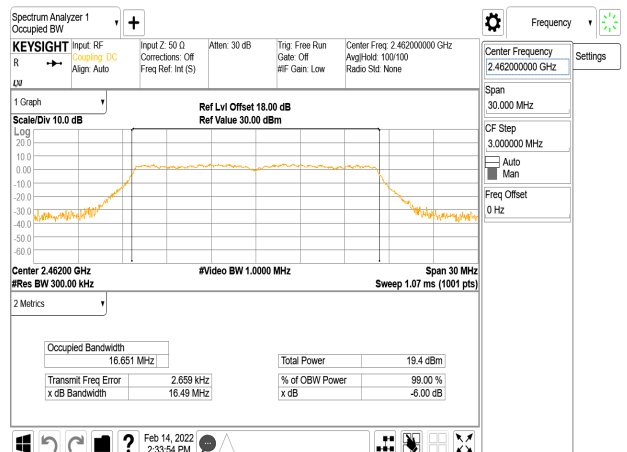 Spectrum Analyzer 1
Occupied BW
KEYSIGHT
R
Input: RF
Coupling: DC
Align: Auto
Input Z: 50 Ω
Corrections: Off
Freq Ref: Int (S)
Atten: 30 dB
Trig: Free Run
Gate: Off
#IF Gain: Low
Center Freq: 2.462000000 GHz
Avg|Hold: 100/100
Radio Std: None
1 Graph
Scale/Div 10.0 dB
Ref Lvl Offset 18.00 dB
Ref Value 30.00 dBm
Log
20.0
10.0
0.00
-10.0
-20.0
-30.0
-40.0
-50.0
-60.0
Center 2.46200 GHz
#Video BW 1.0000 MHz
Span 30 MHz
#Res BW 300.00 kHz
Sweep 1.07 ms (1001 pts)
2 Metrics
Occupied Bandwidth
16.651 MHz
Total Power 19.4 dBm
Transmit Freq Error 2.659 kHz
% of OBW Power 99.00 %
x dB Bandwidth 16.49 MHz
x dB -6.00 dB
?
Feb 14, 2022
2:33:54 PM
Frequency
Settings
Center Frequency
2.462000000 GHz
Span
30.000 MHz
CF Step
3.000000 MHz
Auto
Man
Freq Offset
0 Hz